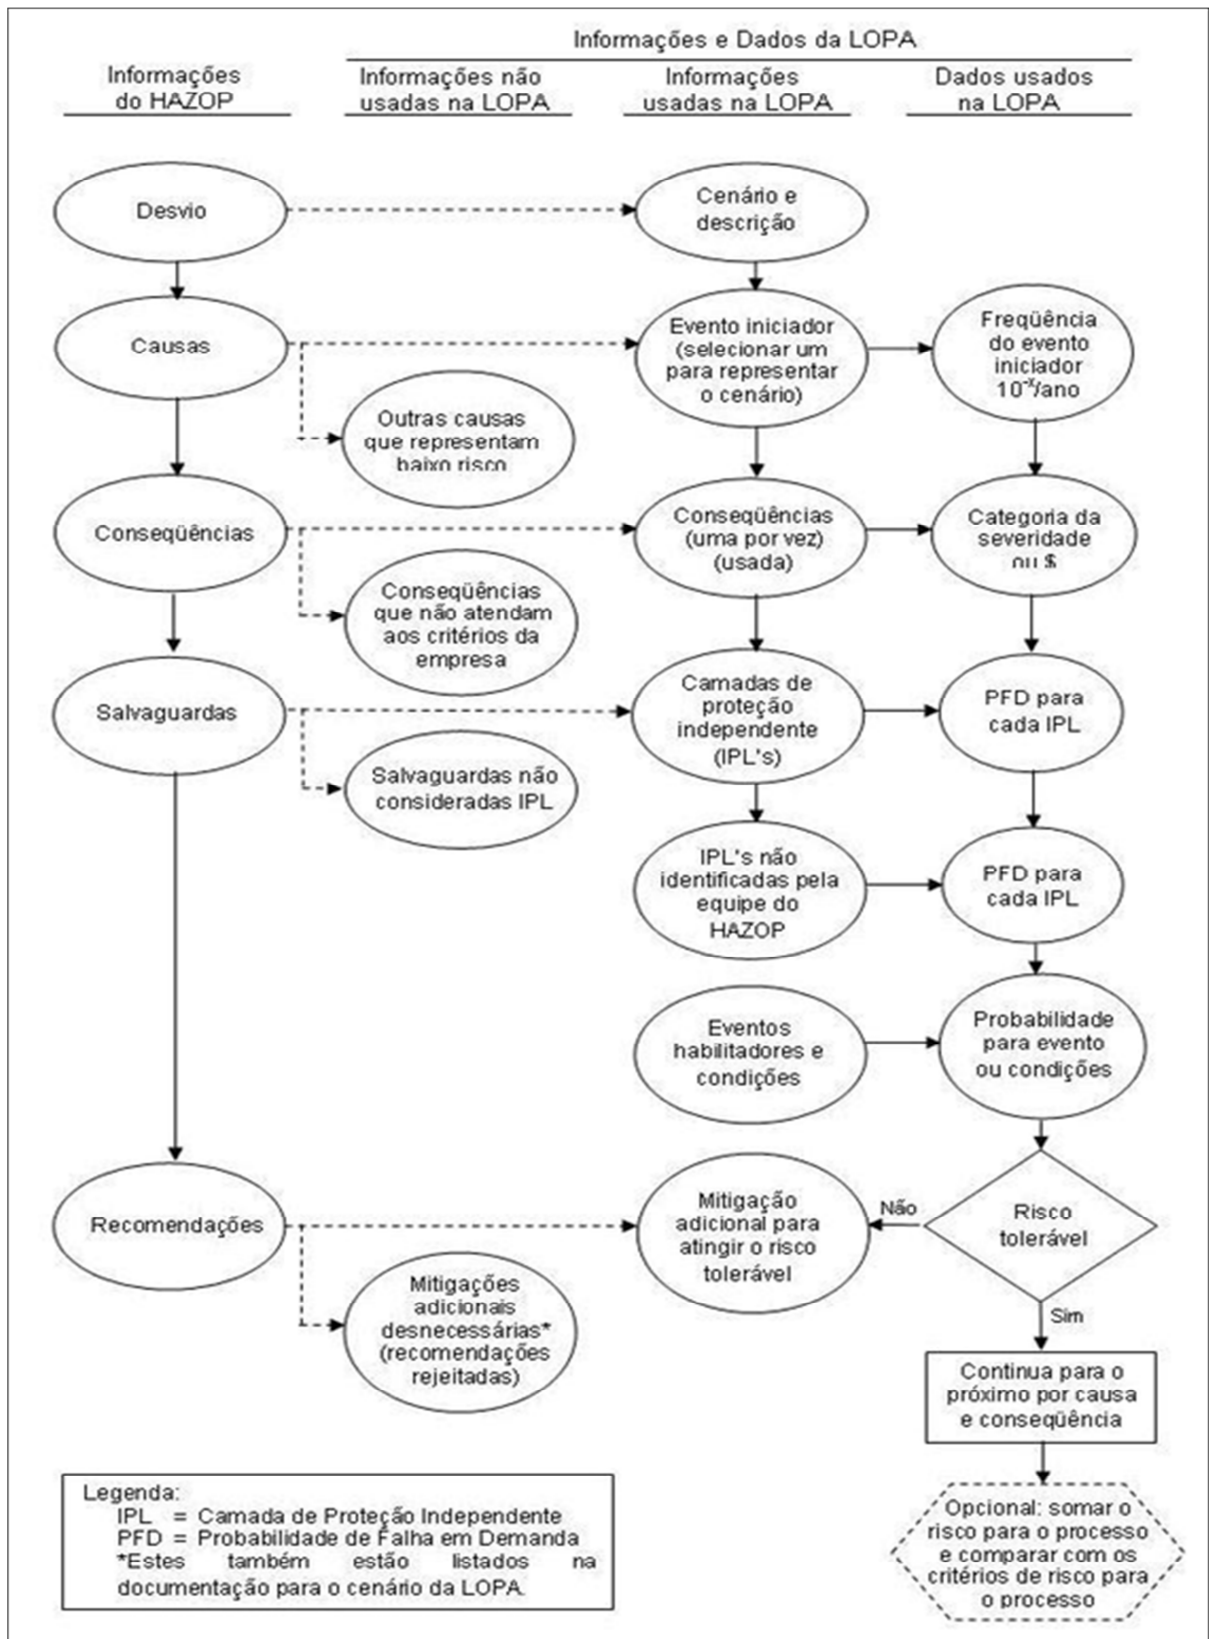 Informações e Dados da LOPA
Informações
do HAZOP
Informações não
usadas na LOPA
Informações
usadas na LOPA
Dados usados
na LOPA
Desvio
Cenário e
descrição
Causas
Evento iniciador
(selecionar um
para representar
o cenário)
Freqüência
do evento
iniciador
10⁻ˣ/ano
Outras causas
que representam
baixo risco
Conseqüências
Conseqüências
(uma por vez)
(usada)
Categoria da
severidade
ou $
Conseqüências
que não atendam
aos critérios da
empresa
Salvaguardas
Camadas de
proteção
independente
(IPL's)
PFD para
cada IPL
Salvaguardas não
consideradas IPL
IPL's não
identificadas pela
equipe do
HAZOP
PFD para
cada IPL
Eventos
habilitadores e
condições
Probabilidade
para evento
ou condições
Recomendações
Mitigação
adicional para
atingir o risco
tolerável
Não
Risco
tolerável
Sim
Mitigações
adicionais
desnecessárias*
(recomendações
rejeitadas)
Continua para o
próximo por causa
e conseqüência
Opcional: somar o
risco para o processo
e comparar com os
critérios de risco para
o processo
Legenda:
IPL = Camada de Proteção Independente
PFD = Probabilidade de Falha em Demanda
*Estes também estão listados na
documentação para o cenário da LOPA.